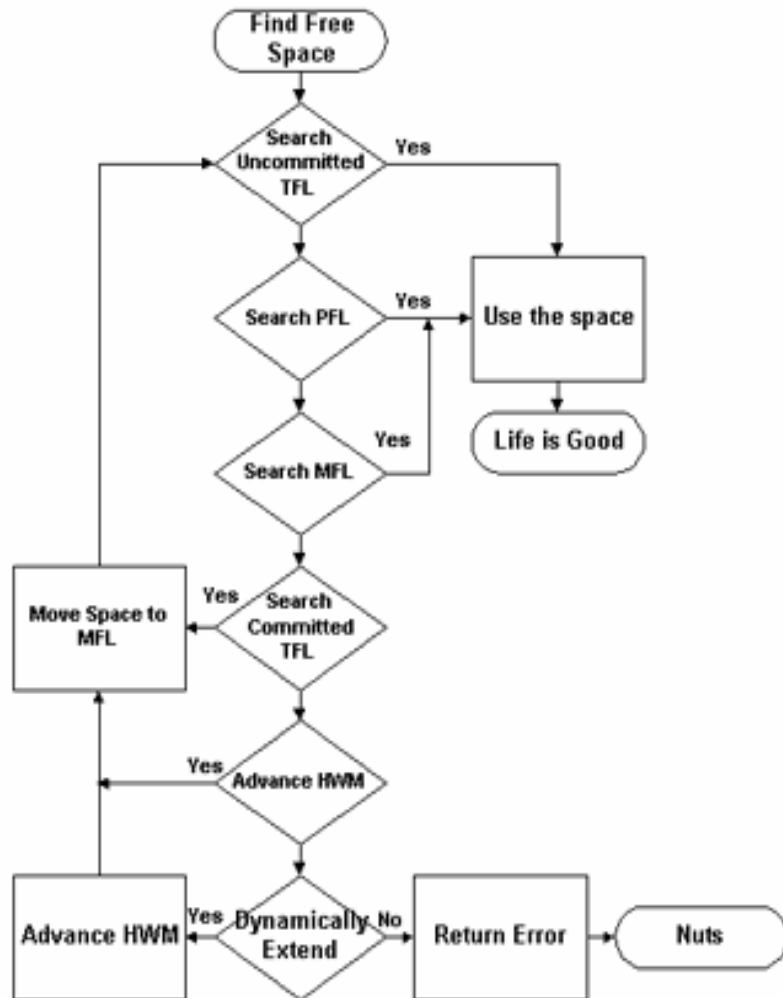 Find Free
Space
Search
Uncommitted
TFL
Yes
Search PFL
Yes
Use the space
Search MFL
Yes
Life is Good
Move Space to
MFL
Yes
Search
Committed
TFL
Yes
Advance HWM
Advance HWM
Yes
Dynamically
Extend
No
Return Error
Nuts